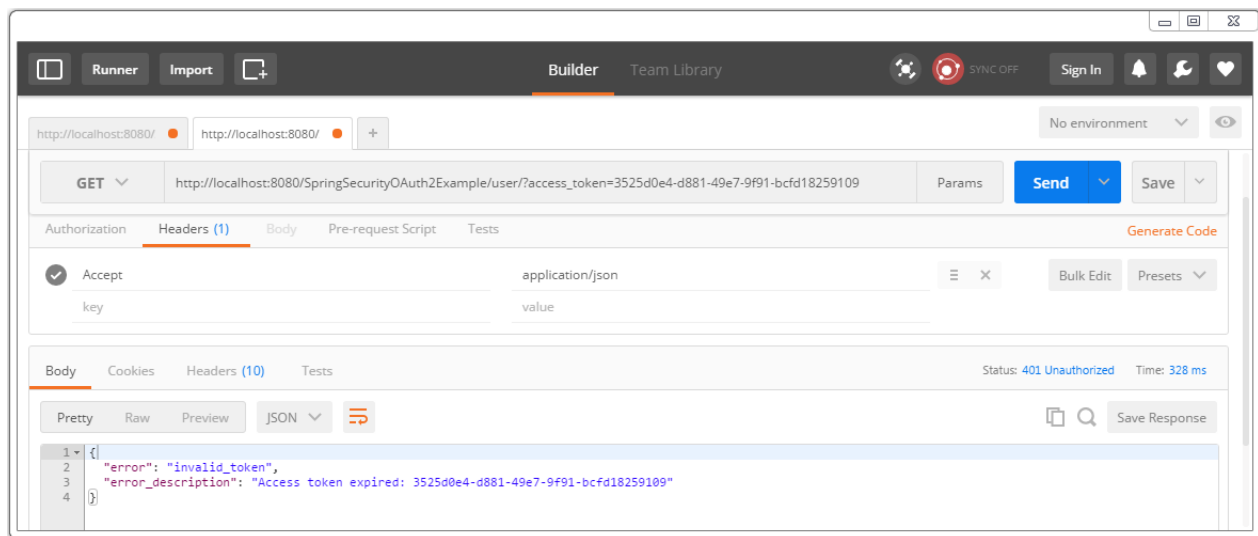 Runner Import Builder Team Library SYNC OFF Sign In
http://localhost:8080/ http://localhost:8080/ + No environment
GET http://localhost:8080/SpringSecurityOAuth2Example/user/?access_token=3525d0e4-d881-49e7-9f91-bcfd18259109 Params Send Save
Authorization Headers (1) Body Pre-request Script Tests Generate Code
Accept application/json Bulk Edit Presets
key value
Body Cookies Headers (10) Tests Status: 401 Unauthorized Time: 328 ms
Pretty Raw Preview JSON Save Response
1 {
2 "error": "invalid_token",
3 "error_description": "Access token expired: 3525d0e4-d881-49e7-9f91-bcfd18259109"
4 }